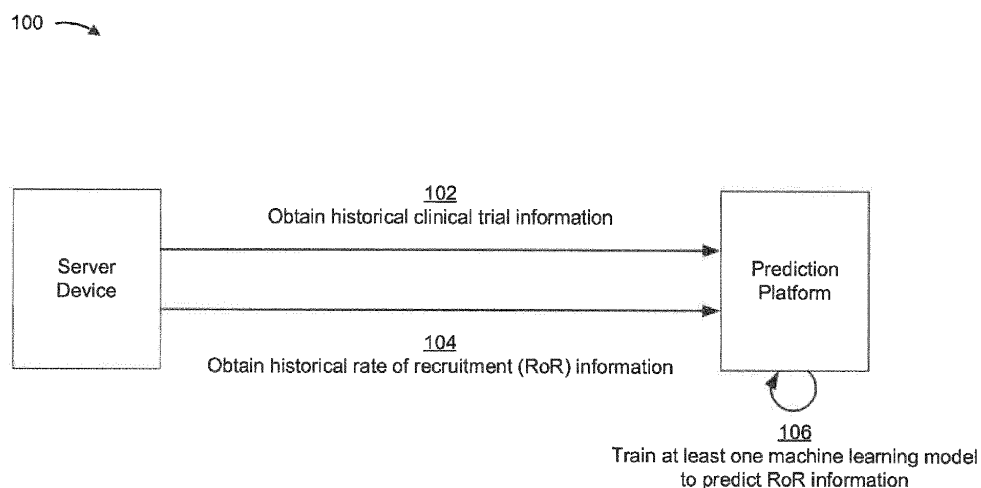 100
102
Obtain historical clinical trial information
Server
Device
Prediction
Platform
104
Obtain historical rate of recruitment (RoR) information
106
Train at least one machine learning model
to predict RoR information